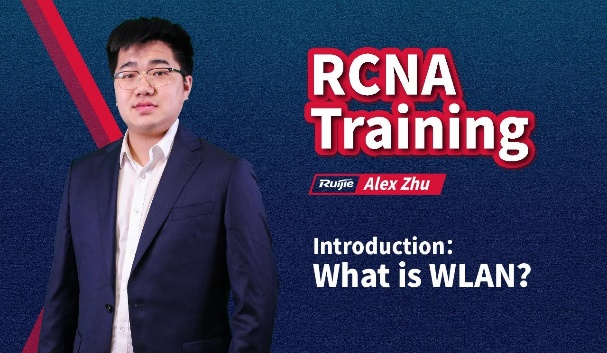 RCNA
Training
Ruijie Alex Zhu
Introduction:
What is WLAN?